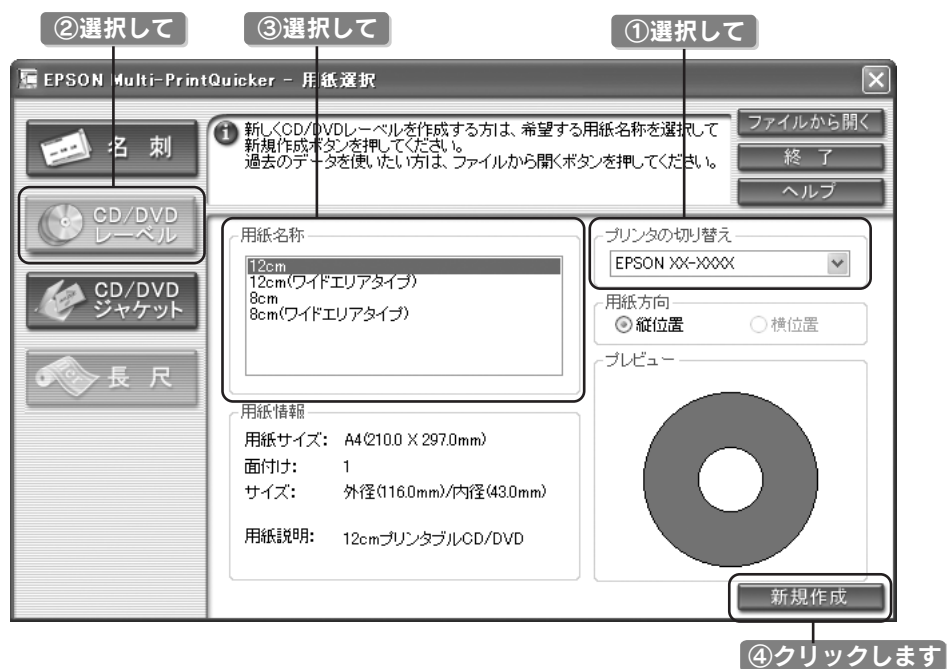 ②選択して
③選択して
①選択して
EPSON Multi-PrintQuicker - 用紙選択
名 刺
CD/DVD
レーベル
CD/DVD
ジャケット
長 尺
新しくCD/DVDレーベルを作成する方は、希望する用紙名称を選択して
新規作成ボタンを押してください。
過去のデータを使いたい方は、ファイルから開くボタンを押してください。
ファイルから開く
終 了
ヘルプ
用紙名称
12cm
12cm(ワイドエリアタイプ)
8cm
8cm(ワイドエリアタイプ)
プリンタの切り替え
EPSON XX-XXXX
用紙方向
縦位置 横位置
プレビュー
用紙情報
用紙サイズ: A4(210.0 X 297.0mm)
面付け: 1
サイズ: 外径(116.0mm)/内径(43.0mm)
用紙説明: 12cmプリンタブルCD/DVD
新規作成
④クリックします